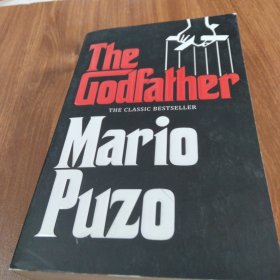 The
Godfather
THE CLASSIC BESTSELLER
Mario
Puzo